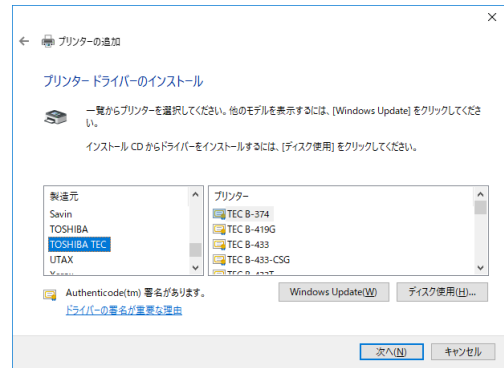 プリンターの追加
プリンター ドライバーのインストール
一覧からプリンターを選択してください。他のモデルを表示するには、[Windows Update] をクリックしてくださ
い。
インストール CD からドライバーをインストールするには、[ディスク使用] をクリックしてください。
製造元
Savin
TOSHIBA
TOSHIBA TEC
UTAX
プリンター
TEC B-374
TEC B-419G
TEC B-433
TEC B-433-CSG
Authenticode(tm) 署名があります。
ドライバーの署名が重要な理由
Windows Update(W)
ディスク使用(H)...
次へ(N)
キャンセル